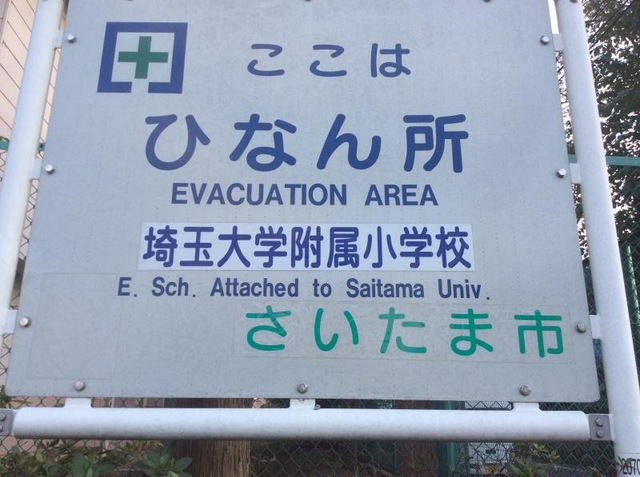 ここは
ひなん所
EVACUATION AREA
埼玉大学附属小学校
E. Sch. Attached to Saitama Univ.
さいたま市